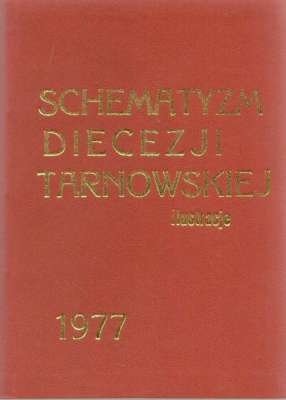 SCHEMATYZM
DIECEZJI
TARNOWSKIEJ
ilustracje
1977